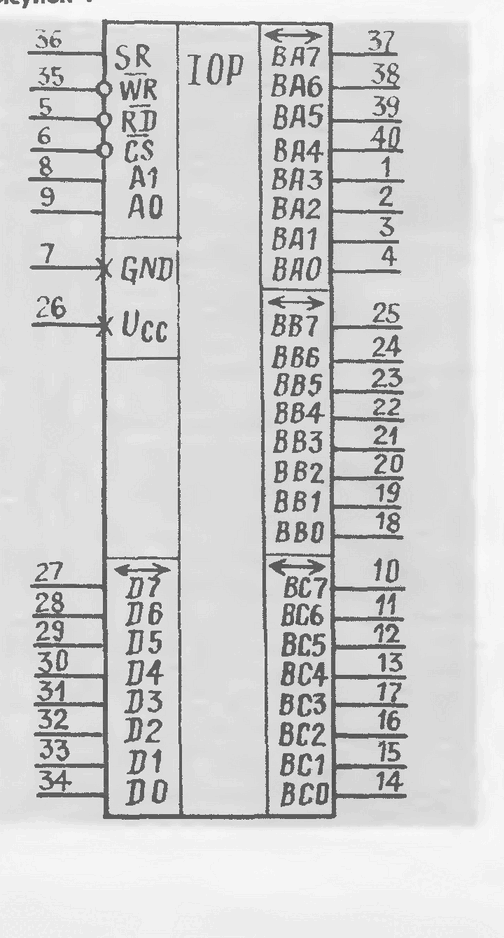 36 SR IOP BA7 37
35 W̅R̅ BA6 38
5 R̅D̅ BA5 39
6 C̅S̅ BA4 40
8 A1 BA3 1
9 A0 BA2 2
BA1 3
7 GND BA0 4
26 UCC BB7 25
BB6 24
BB5 23
BB4 22
BB3 21
BB2 20
BB1 19
BB0 18
27 D7 BC7 10
28 D6 BC6 11
29 D5 BC5 12
30 D4 BC4 13
31 D3 BC3 17
32 D2 BC2 16
33 D1 BC1 15
34 D0 BC0 14